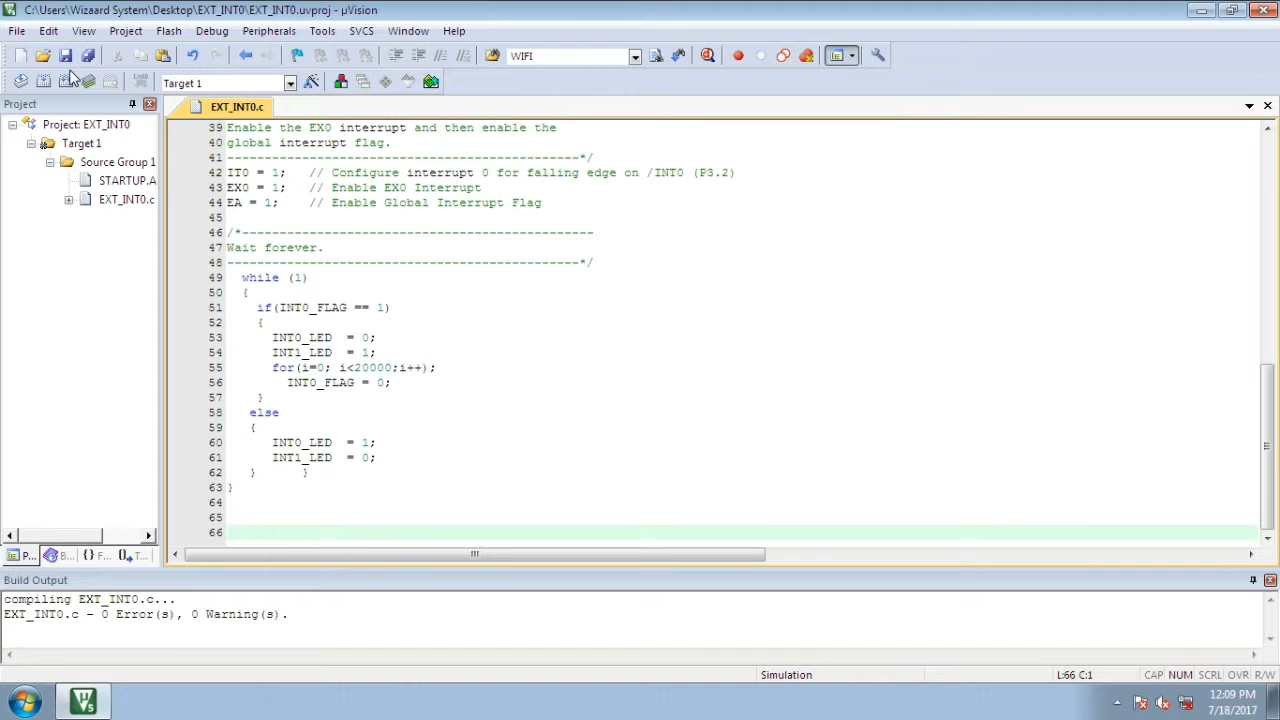 C:\Users\Wizaard System\Desktop\EXT_INT0\EXT_INT0.uvproj - µVision
File Edit View Project Flash Debug Peripherals Tools SVCS Window Help
WIFI
LOAD Target 1
Project
EXT_INT0.c
Project: EXT_INT0
Target 1
Source Group 1
STARTUP.A
EXT_INT0.c
39 Enable the EX0 interrupt and then enable the
40 global interrupt flag.
41 -----------------------------------------------*/
42 IT0 = 1;   // Configure interrupt 0 for falling edge on /INT0 (P3.2)
43 EX0 = 1;   // Enable EX0 Interrupt
44 EA = 1;    // Enable Global Interrupt Flag
45
46 /*-----------------------------------------------
47 Wait forever.
48 -----------------------------------------------*/
49   while (1)
50   {
51     if(INT0_FLAG == 1)
52     {
53       INT0_LED  = 0;
54       INT1_LED  = 1;
55       for(i=0; i<20000;i++);
56         INT0_FLAG = 0;
57     }
58    else
59    {
60       INT0_LED  = 1;
61       INT1_LED  = 0;
62    }      }
63 }
64
65
66
P... B... {} F... T...
Build Output
compiling EXT_INT0.c...
EXT_INT0.c - 0 Error(s), 0 Warning(s).
Simulation L:66 C:1 CAP NUM SCRL OVR R/W
12:09 PM
7/18/2017